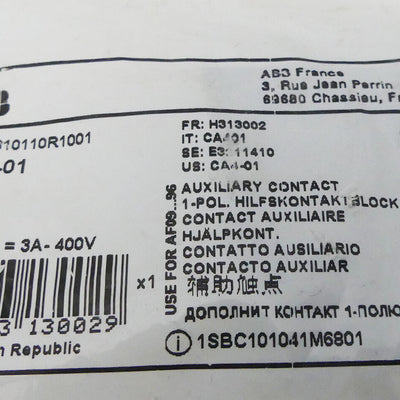 ABB France
3, Rue Jean Perrin
69680 Chassieu, Fr
B
610110R1001
-01
FR: H313002
IT: CA401
SE: E3: 11410
US: CA4-01
= 3A- 400V
x1
USE FOR AF09...96
AUXILIARY CONTACT
1-POL. HILFSKONTAKTBLOCK
CONTACT AUXILIAIRE
HJÄLPKONT.
CONTATTO AUSILIARIO
CONTACTO AUXILIAR
辅助触点
ДОПОЛНИТ КОНТАКТ 1-ПОЛЮ
3 130029
h Republic
i 1SBC101041M6801